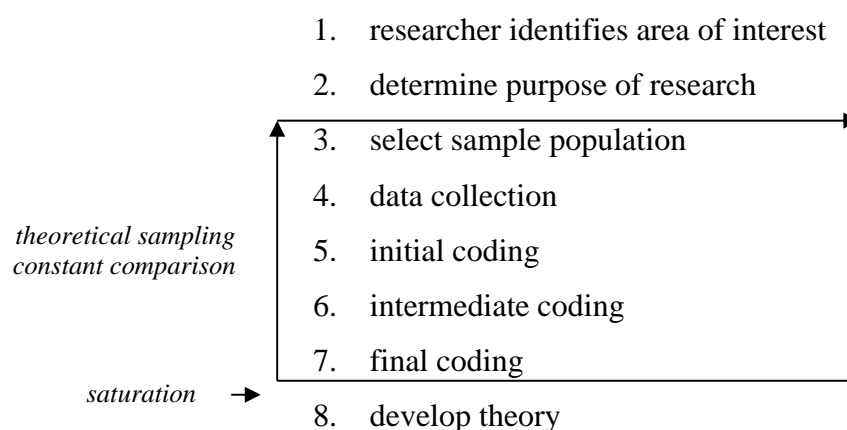 1. researcher identifies area of interest
2. determine purpose of research
3. select sample population
4. data collection
theoretical sampling
constant comparison
5. initial coding
6. intermediate coding
7. final coding
saturation
8. develop theory